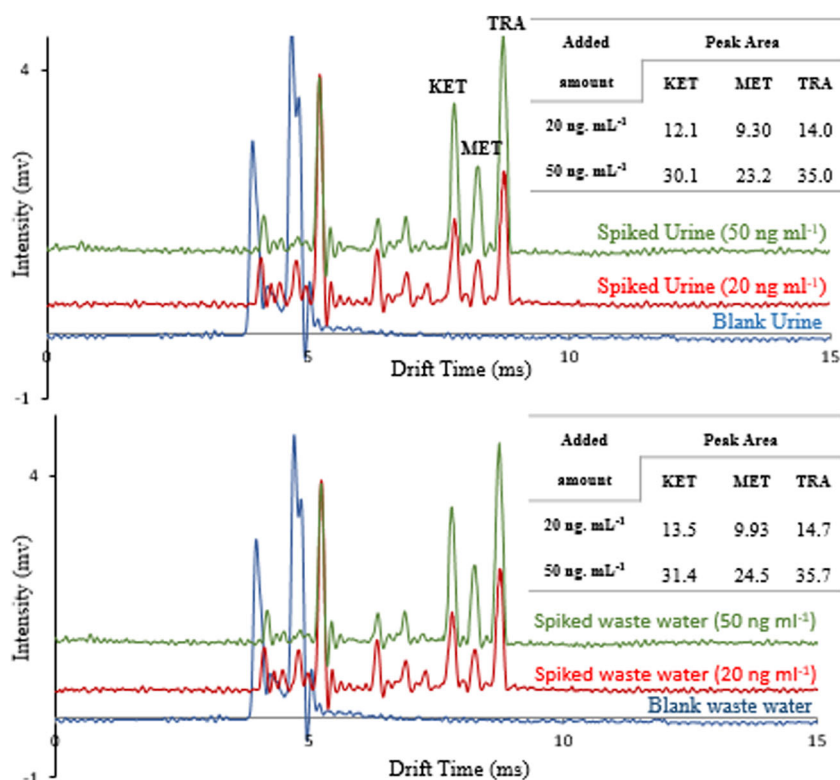 TRA
Added Peak Area
amount KET MET TRA
20 ng. mL⁻¹ 12.1 9.30 14.0
50 ng. mL⁻¹ 30.1 23.2 35.0
4
KET
MET
Intensity (mv)
Spiked Urine (50 ng ml⁻¹)
Spiked Urine (20 ng ml⁻¹)
Blank Urine
0 5 10 15
Drift Time (ms)
-1
Added Peak Area
amount KET MET TRA
20 ng. mL⁻¹ 13.5 9.93 14.7
50 ng. mL⁻¹ 31.4 24.5 35.7
4
Intensity (mv)
Spiked waste water (50 ng ml⁻¹)
Spiked waste water (20 ng ml⁻¹)
Blank waste water
0 5 10 15
Drift Time (ms)
-1